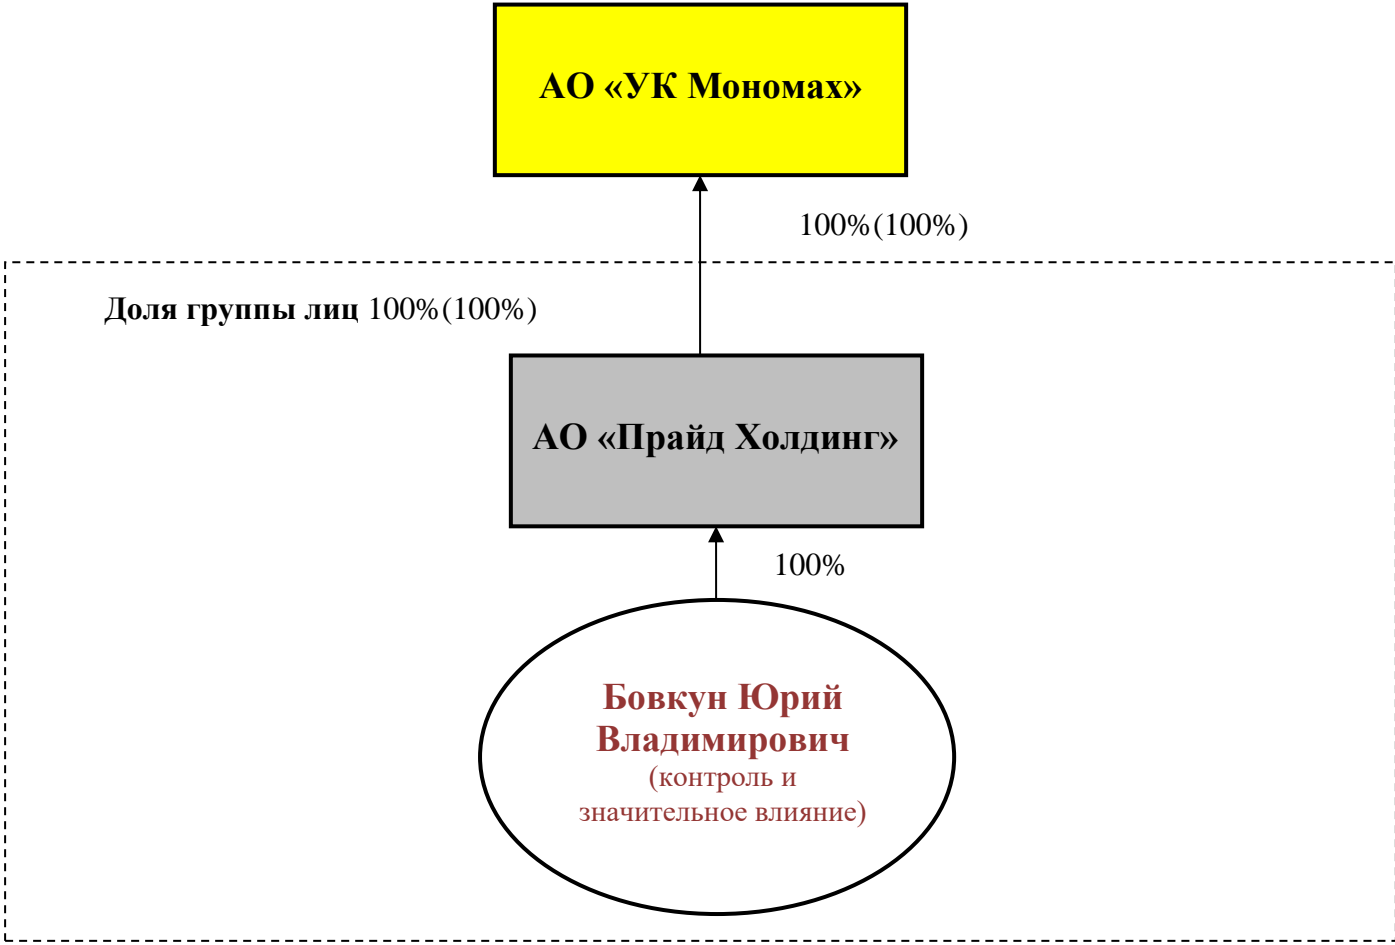 АО «УК Мономах»
100%(100%)
Доля группы лиц 100%(100%)
АО «Прайд Холдинг»
100%
Бовкун Юрий
Владимирович
(контроль и
значительное влияние)